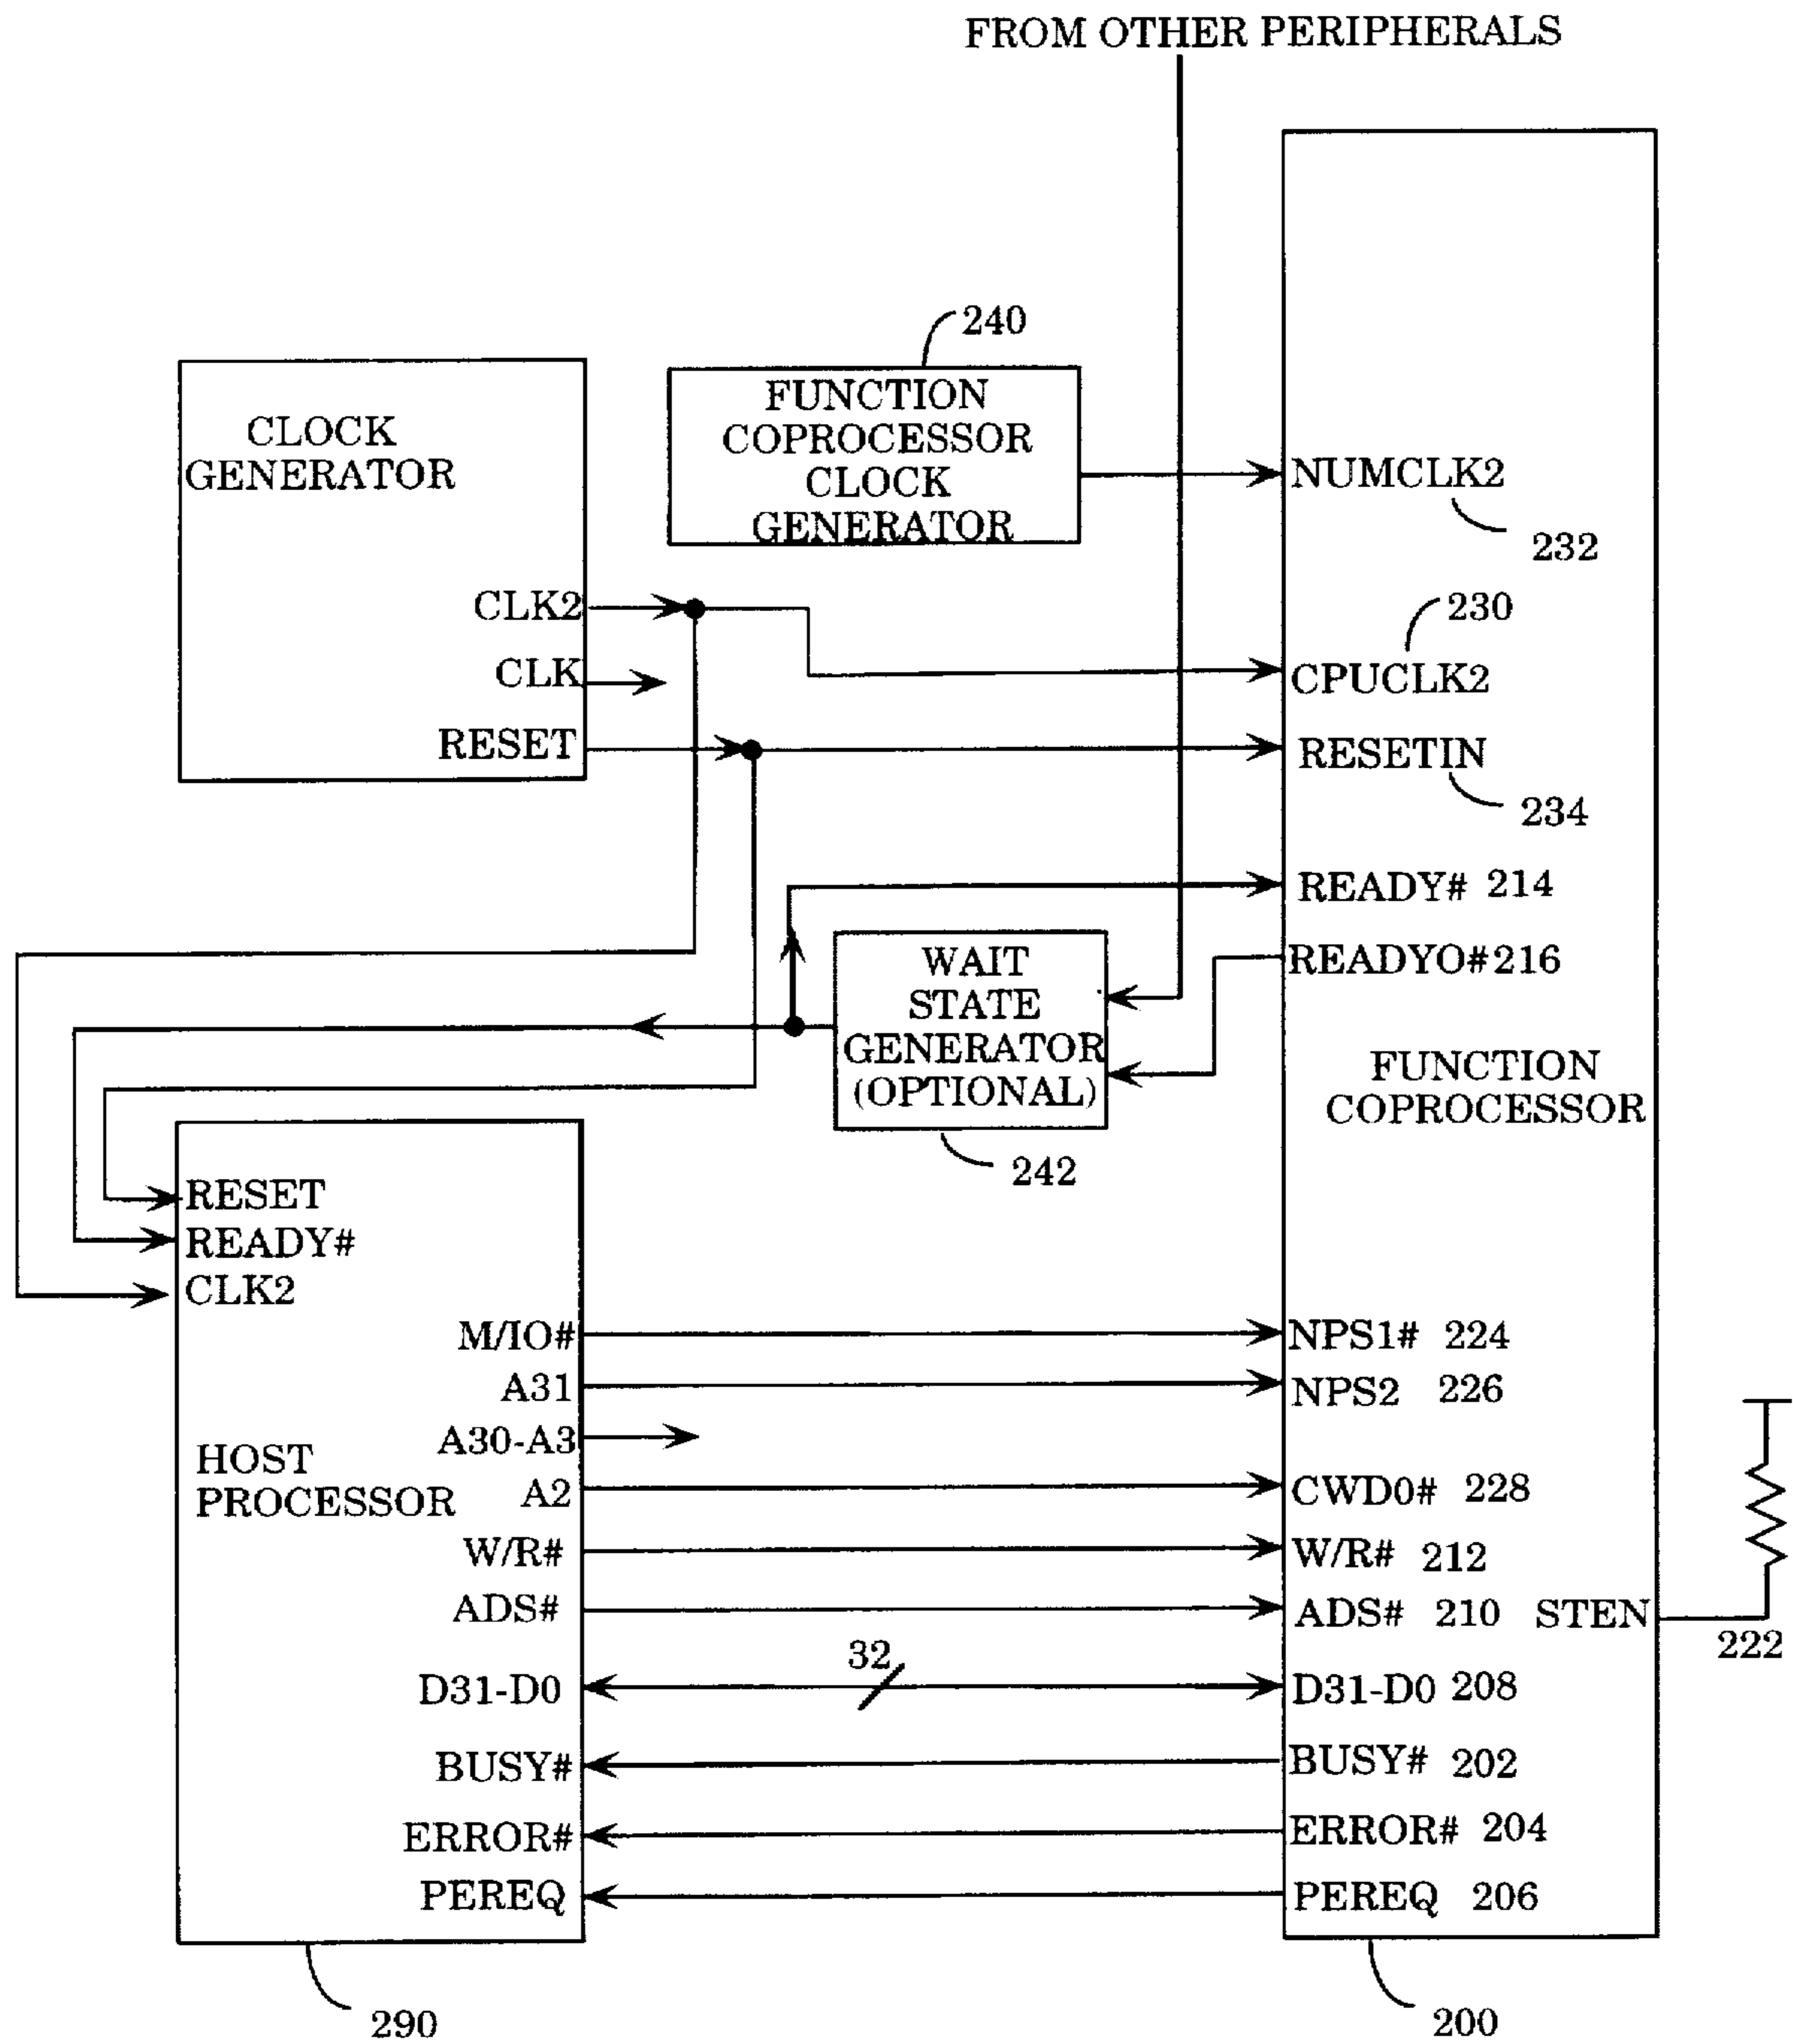 FROM OTHER PERIPHERALS
240
CLOCK
GENERATOR
CLK2
CLK
RESET
FUNCTION
COPROCESSOR
CLOCK
GENERATOR
NUMCLK2
232
230
CPUCLK2
RESETIN
234
READY# 214
READYO# 216
WAIT
STATE
GENERATOR
(OPTIONAL)
242
FUNCTION
COPROCESSOR
RESET
READY#
CLK2
HOST
PROCESSOR
M/IO#
A31
A30-A3
A2
W/R#
ADS#
D31-D0
BUSY#
ERROR#
PEREQ
32
NPS1# 224
NPS2 226
CWD0# 228
W/R# 212
ADS# 210
STEN
222
D31-D0 208
BUSY# 202
ERROR# 204
PEREQ 206
290
200